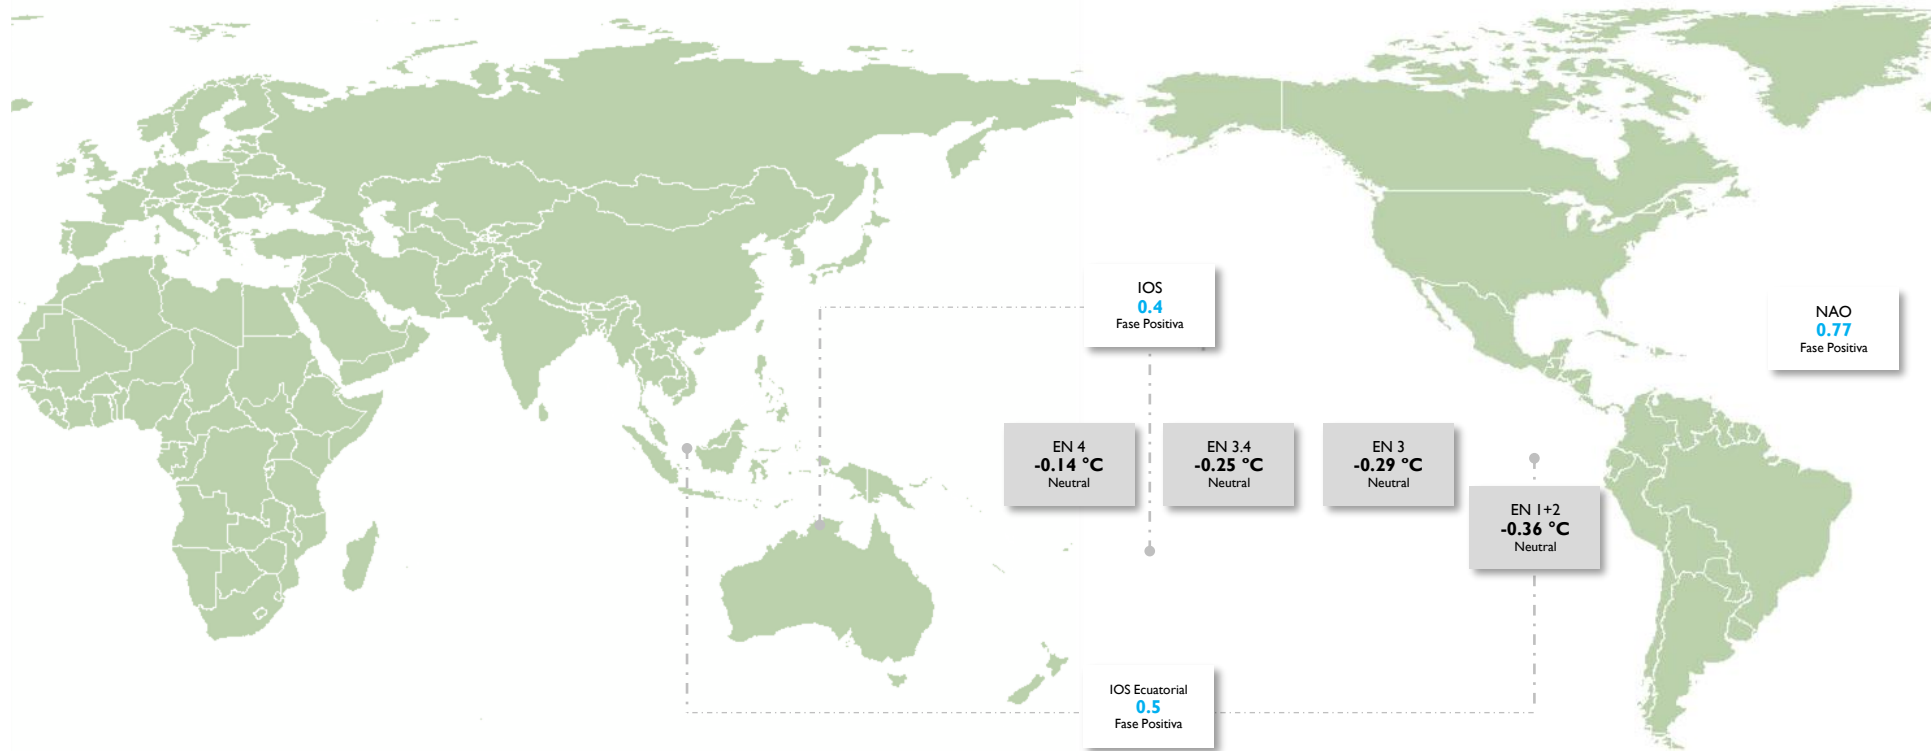 IOS
0.4
Fase Positiva
NAO
0.77
Fase Positiva
EN 4
-0.14 °C
Neutral
EN 3.4
-0.25 °C
Neutral
EN 3
-0.29 °C
Neutral
EN 1+2
-0.36 °C
Neutral
IOS Ecuatorial
0.5
Fase Positiva